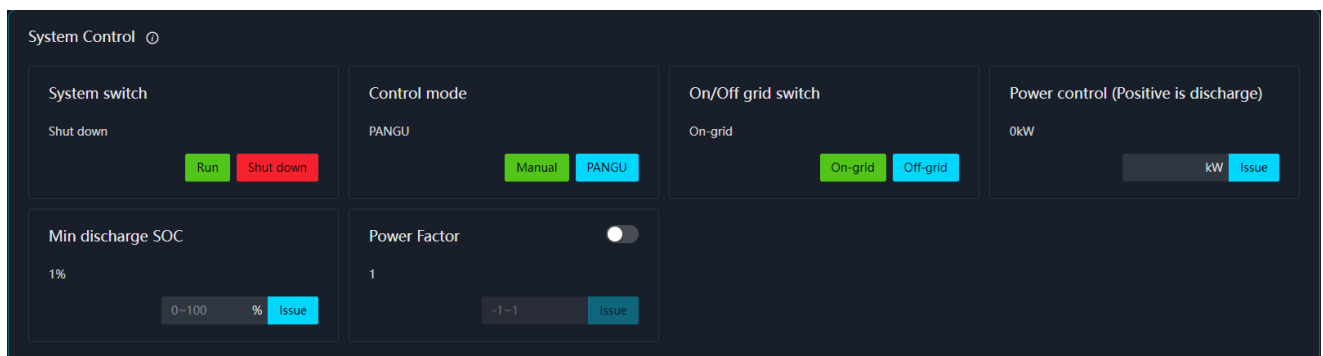 System Control
System switch
Shut down
Run Shut down
Control mode
PANGU
Manual PANGU
On/Off grid switch
On-grid
On-grid Off-grid
Power control (Positive is discharge)
0kW
kW Issue
Min discharge SOC
1%
0~100 % Issue
Power Factor
1
-1~1 Issue